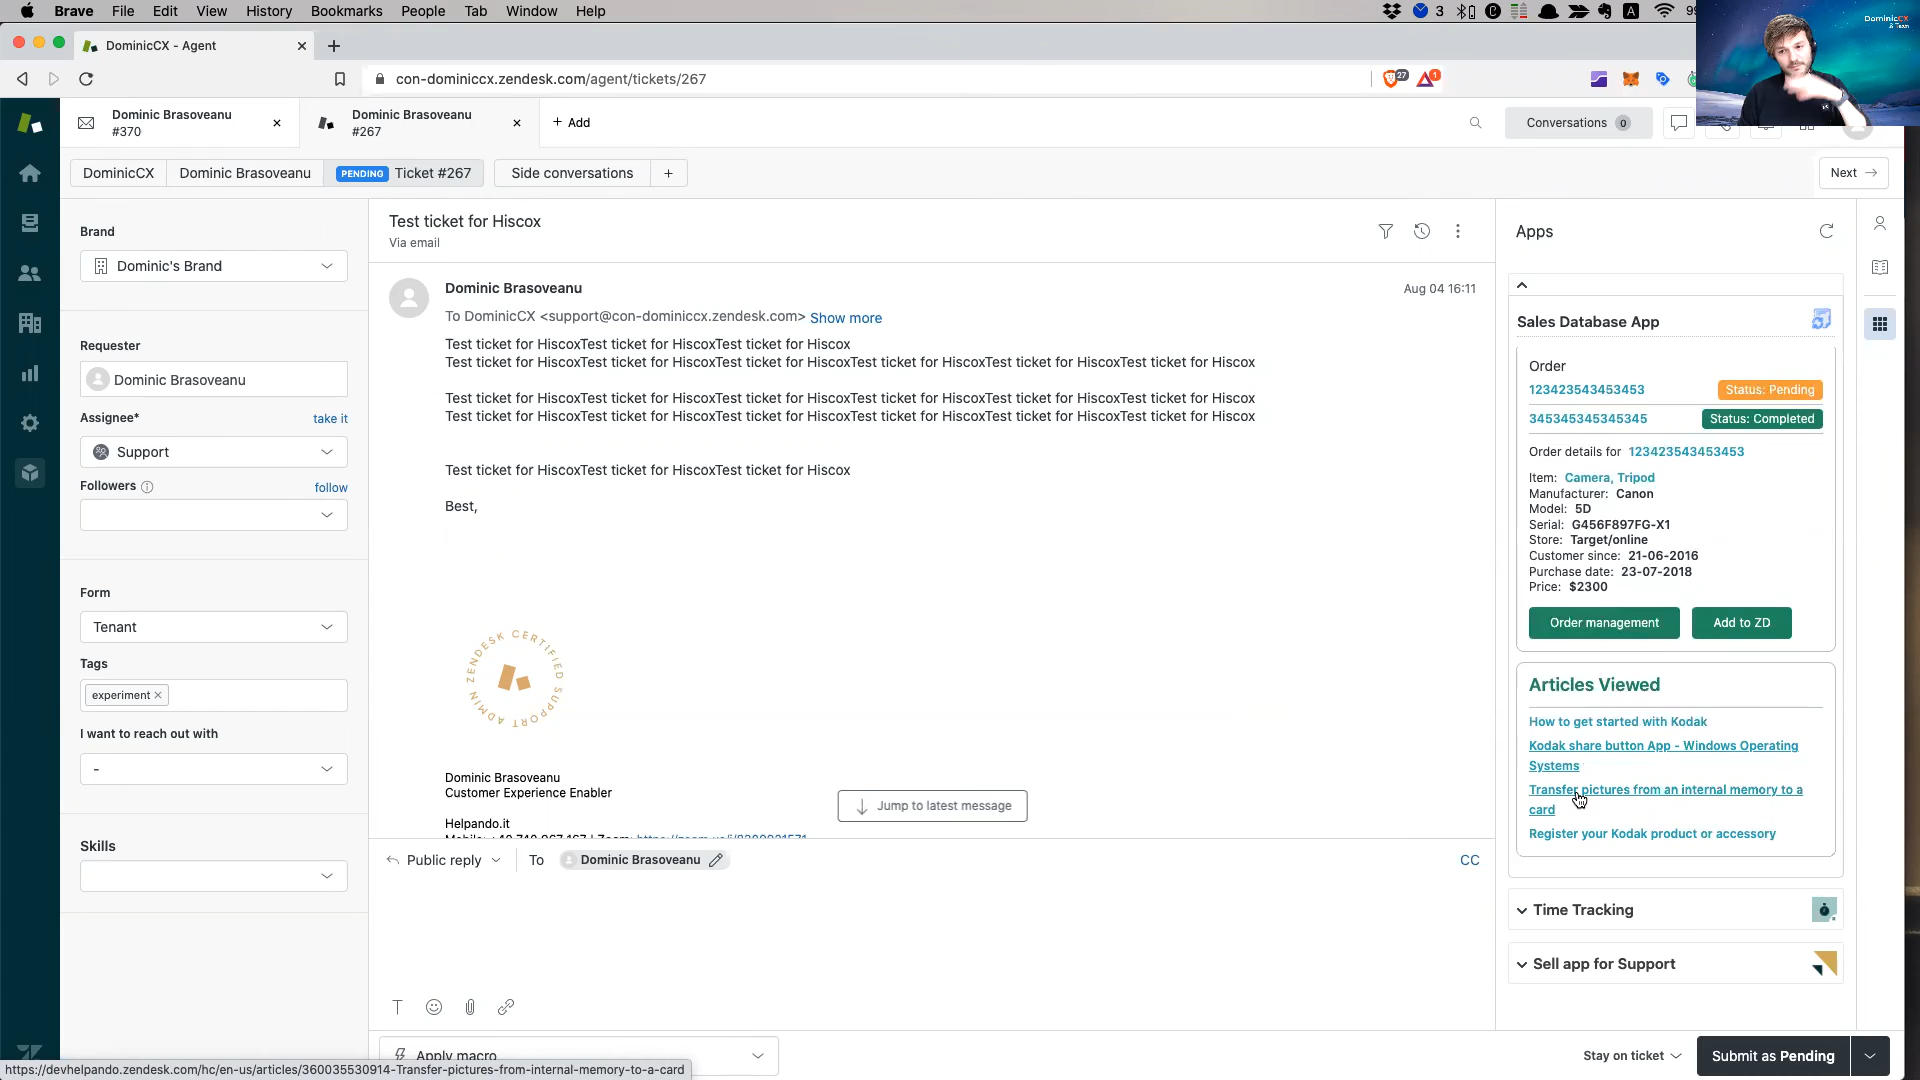 Brave File Edit View History Bookmarks People Tab Window Help
3
DominicCX
& Team
DominicCX - Agent
con-dominiccx.zendesk.com/agent/tickets/267
27
1
Dominic Brasoveanu
#370
Dominic Brasoveanu
#267
+ Add
Conversations 0
DominicCX
Dominic Brasoveanu
PENDING Ticket #267
Side conversations
+
Next
Brand
Dominic's Brand
Requester
Dominic Brasoveanu
Assignee*
take it
Support
Followers
follow
Form
Tenant
Tags
experiment ×
I want to reach out with
-
Skills
Test ticket for Hiscox
Via email
Dominic Brasoveanu
Aug 04 16:11
To DominicCX <support@con-dominiccx.zendesk.com> Show more
Test ticket for HiscoxTest ticket for HiscoxTest ticket for Hiscox
Test ticket for HiscoxTest ticket for HiscoxTest ticket for HiscoxTest ticket for HiscoxTest ticket for HiscoxTest ticket for Hiscox
Test ticket for HiscoxTest ticket for HiscoxTest ticket for HiscoxTest ticket for HiscoxTest ticket for HiscoxTest ticket for Hiscox
Test ticket for HiscoxTest ticket for HiscoxTest ticket for HiscoxTest ticket for HiscoxTest ticket for HiscoxTest ticket for Hiscox
Test ticket for HiscoxTest ticket for HiscoxTest ticket for Hiscox
Best,
ZENDESK CERTIFIED SUPPORT ADMIN
Dominic Brasoveanu
Customer Experience Enabler
Helpando.it
Jump to latest message
Public reply
To
Dominic Brasoveanu
CC
Apply macro
https://devhelpando.zendesk.com/hc/en-us/articles/360035530914-Transfer-pictures-from-internal-memory-to-a-card
Stay on ticket
Submit as Pending
Apps
Sales Database App
Order
123423543453453 Status: Pending
345345345345345 Status: Completed
Order details for 123423543453453
Item: Camera, Tripod
Manufacturer: Canon
Model: 5D
Serial: G456F897FG-X1
Store: Target/online
Customer since: 21-06-2016
Purchase date: 23-07-2018
Price: $2300
Order management
Add to ZD
Articles Viewed
How to get started with Kodak
Kodak share button App - Windows Operating
Systems
Transfer pictures from an internal memory to a
card
Register your Kodak product or accessory
Time Tracking
Sell app for Support